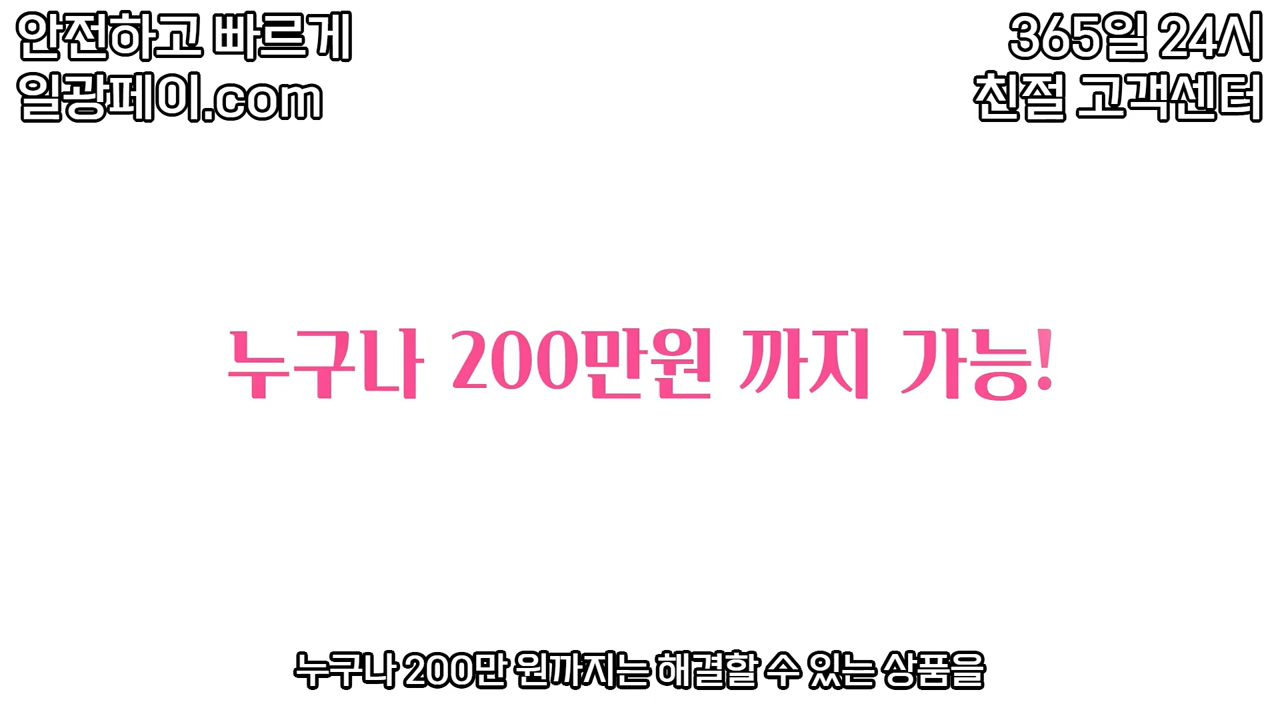 안전하고 빠르게
일광페이.com
365일 24시
친절 고객센터
누구나 200만원 까지 가능!
누구나 200만 원까지는 해결할 수 있는 상품을